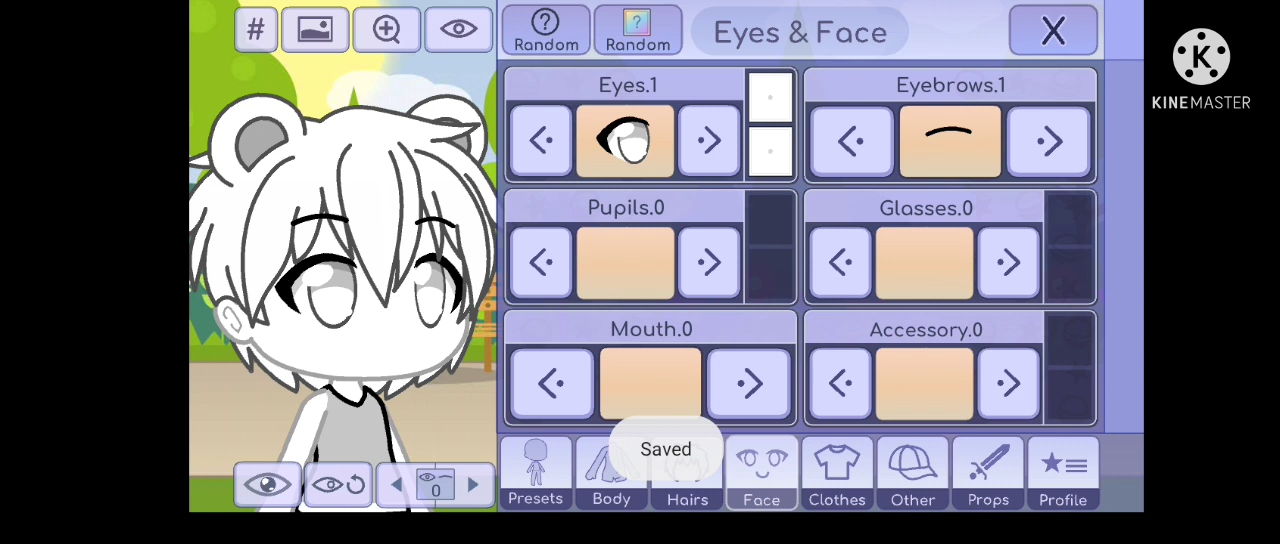 #
?
Random
?
Random
Eyes & Face
X
K
KINEMASTER
Eyes.1
Eyebrows.1
Pupils.0
Glasses.0
Mouth.0
Accessory.0
Saved
0
Presets
Body
Hairs
Face
Clothes
Other
Props
Profile